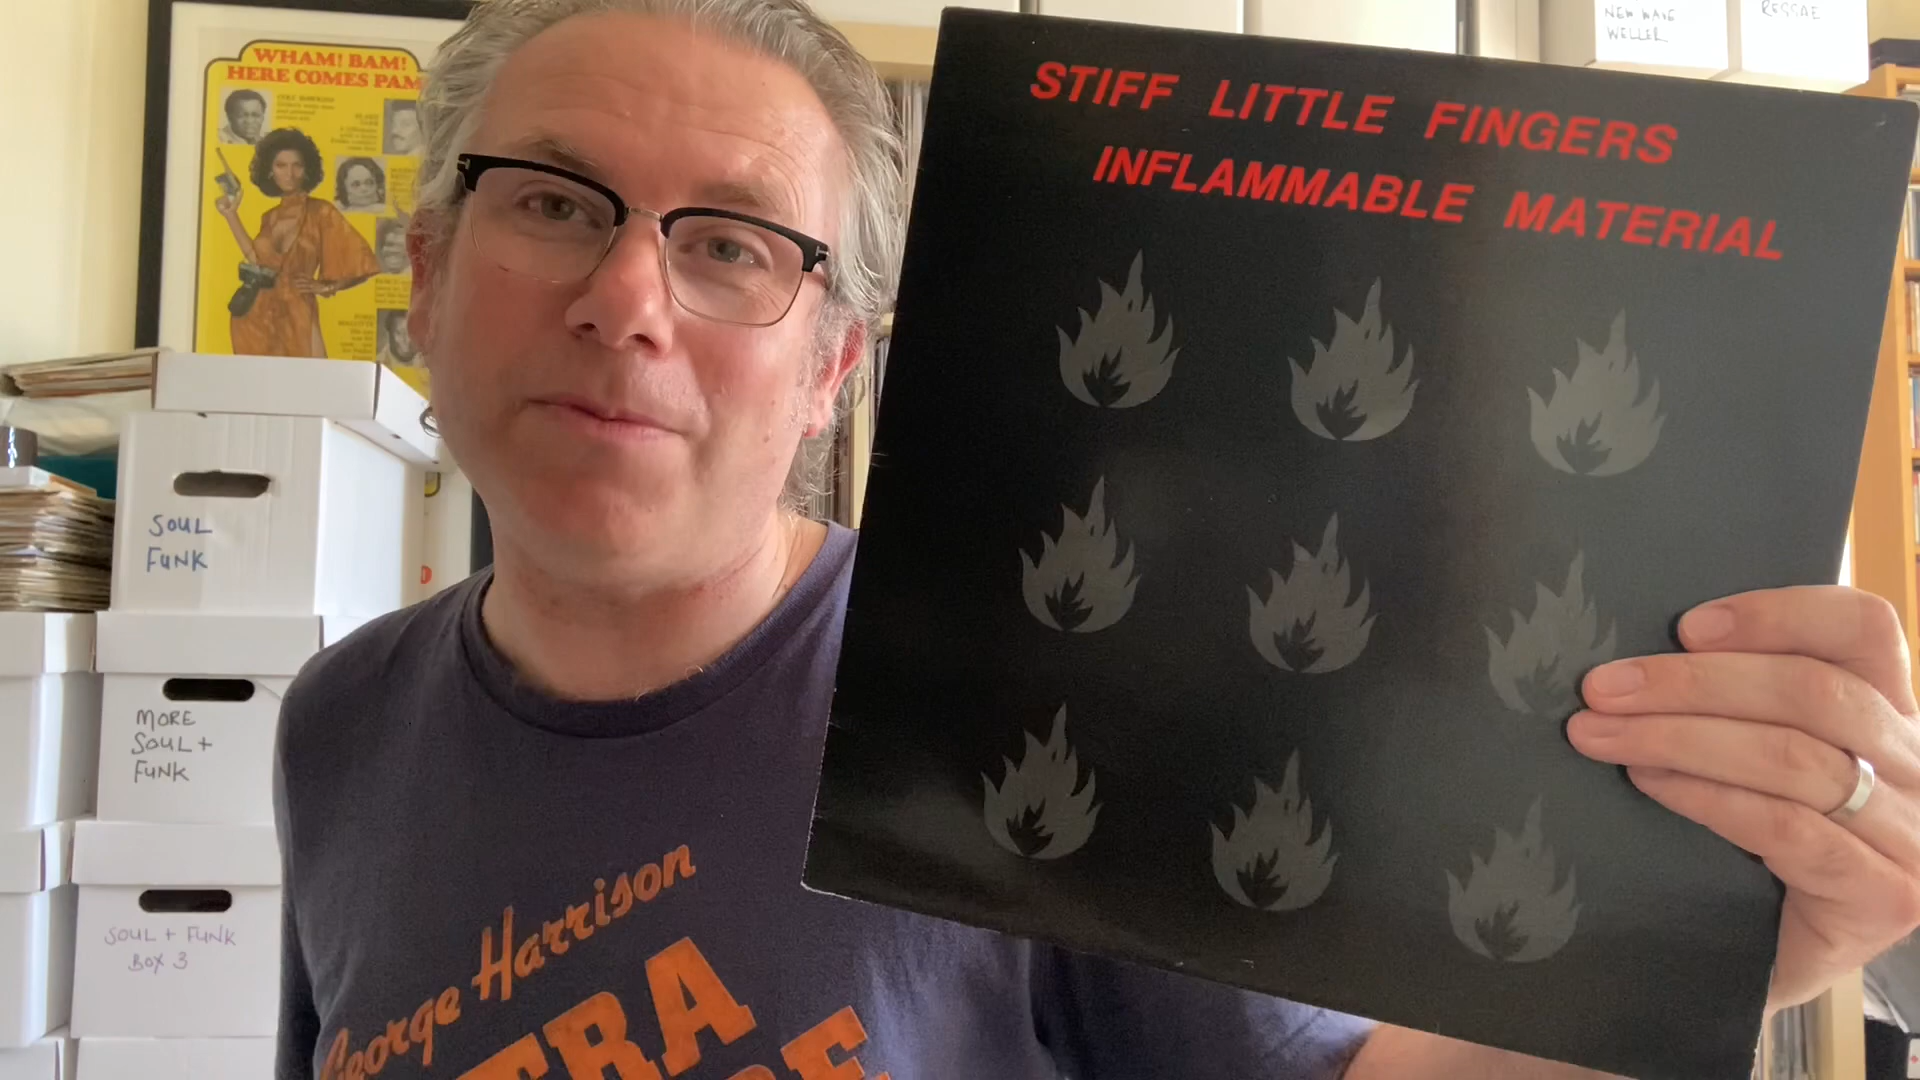 WHAM! BAM!
HERE COMES PAM
STIFF LITTLE FINGERS
INFLAMMABLE MATERIAL
NEW WAVE
WELLER
REGGAE
SOUL
FUNK
MORE
SOUL +
FUNK
SOUL + FUNK
BOX 3
George Harrison
TRA